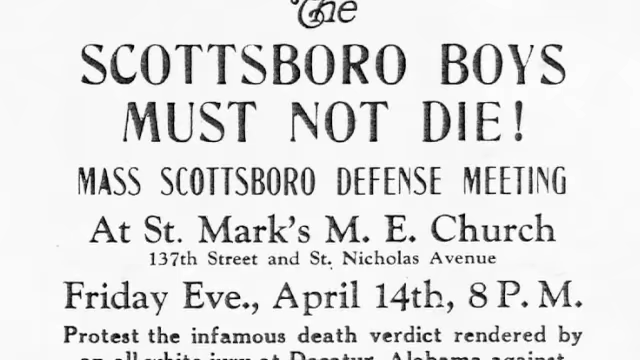 The
SCOTTSBORO BOYS
MUST NOT DIE!
MASS SCOTTSBORO DEFENSE MEETING
At St. Mark's M. E. Church
137th Street and St. Nicholas Avenue
Friday Eve., April 14th, 8 P. M.
Protest the infamous death verdict rendered by
an all-white jury at Decatur, Alabama against